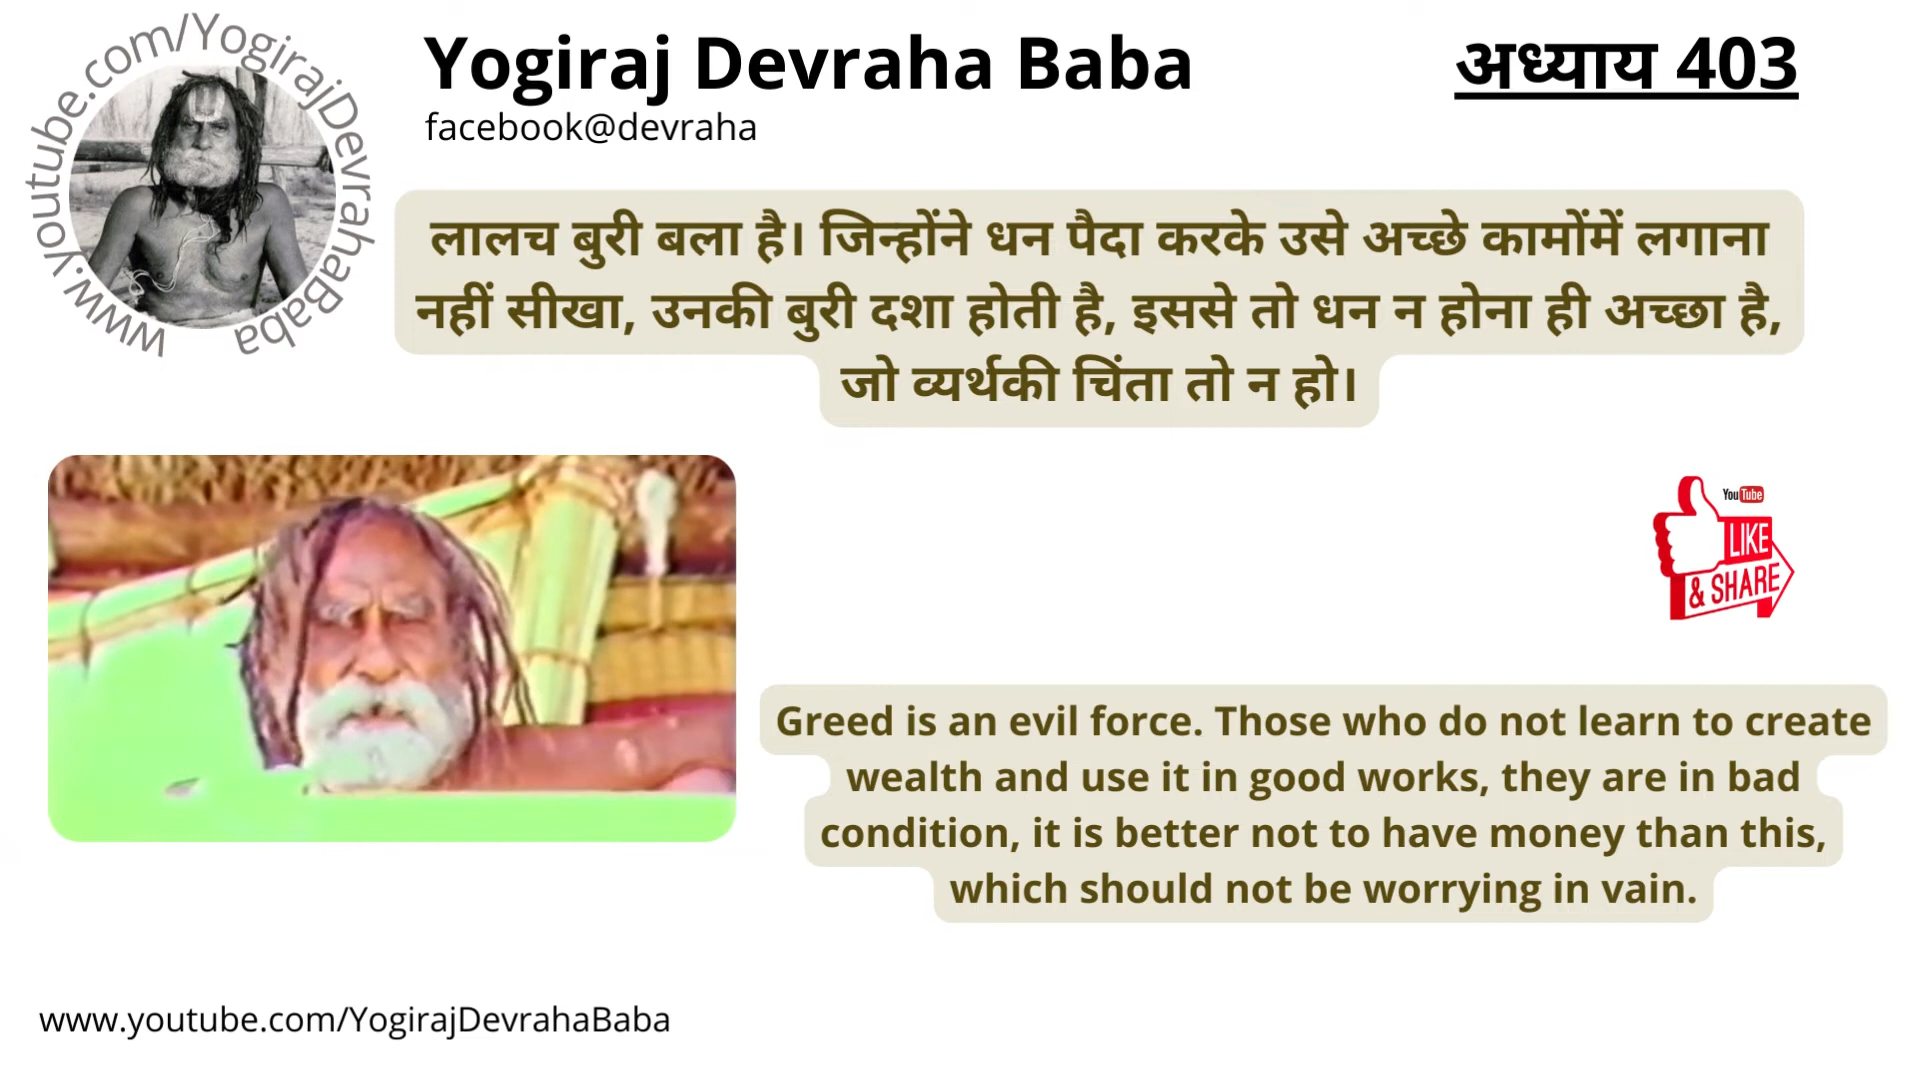 www.youtube.com/YogirajDevrahaBaba
Yogiraj Devraha Baba
facebook@devraha
अध्याय 403
लालच बुरी बला है। जिन्होंने धन पैदा करके उसे अच्छे कामोंमें लगाना
नहीं सीखा, उनकी बुरी दशा होती है, इससे तो धन न होना ही अच्छा है,
जो व्यर्थकी चिंता तो न हो।
YouTube
LIKE
& SHARE
Greed is an evil force. Those who do not learn to create
wealth and use it in good works, they are in bad
condition, it is better not to have money than this,
which should not be worrying in vain.
www.youtube.com/YogirajDevrahaBaba